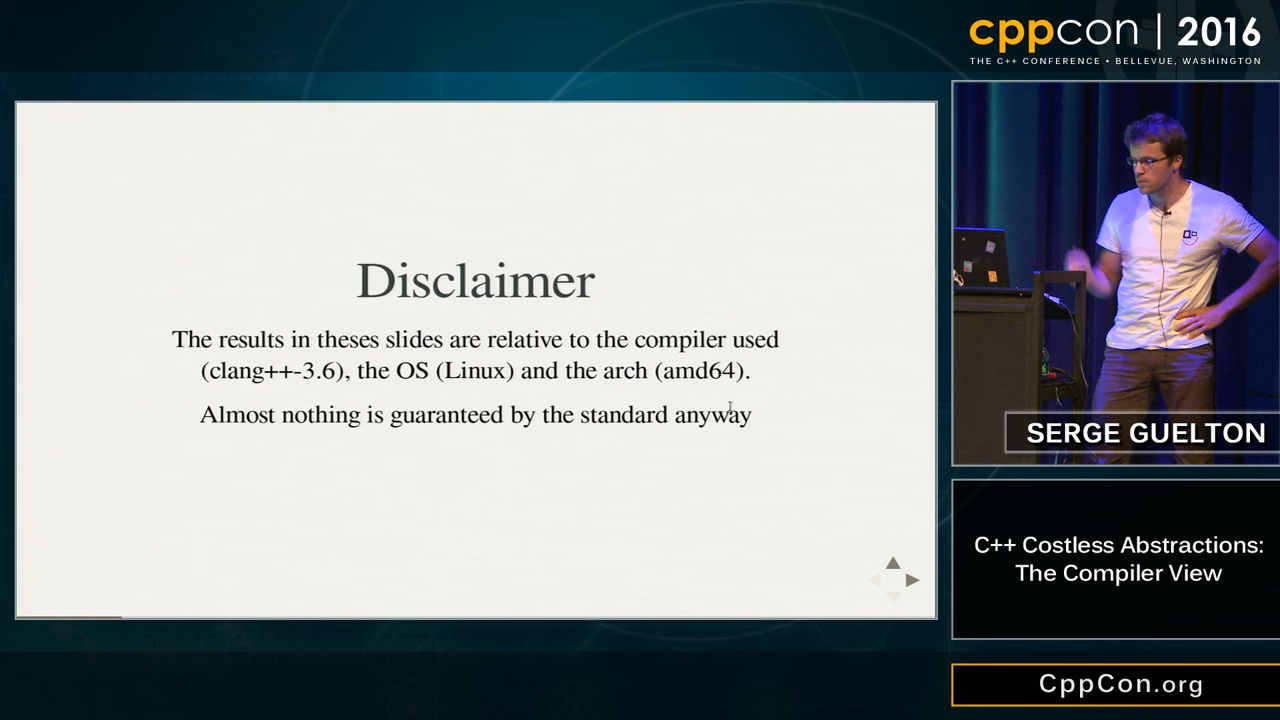 cppcon | 2016
THE C++ CONFERENCE • BELLEVUE, WASHINGTON
Disclaimer
The results in theses slides are relative to the compiler used
(clang++-3.6), the OS (Linux) and the arch (amd64).
Almost nothing is guaranteed by the standard anyway
SERGE GUELTON
C++ Costless Abstractions:
The Compiler View
CppCon.org